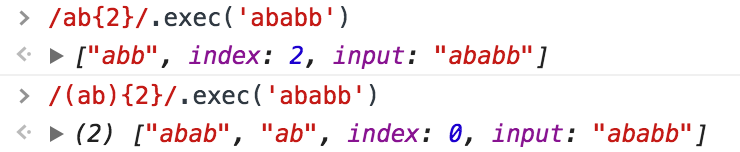 > /ab{2}/.exec('ababb')
<· ▶ ["abb", index: 2, input: "ababb"]
> /(ab){2}/.exec('ababb')
<· ▶ (2) ["abab", "ab", index: 0, input: "ababb"]